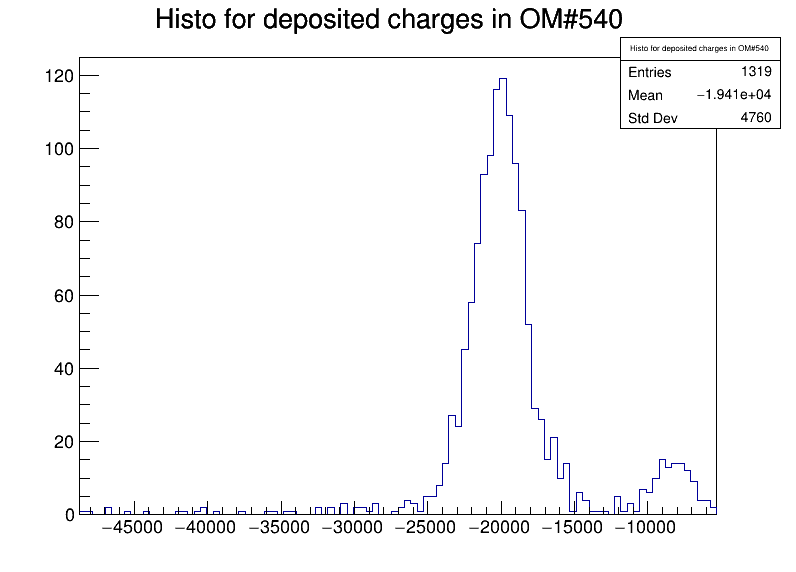 Histo for deposited charges in OM#540
Histo for deposited charges in OM#540
Entries 1319
Mean −1.941e+04
Std Dev 4760
120
100
80
60
40
20
0
−45000 −40000 −35000 −30000 −25000 −20000 −15000 −10000